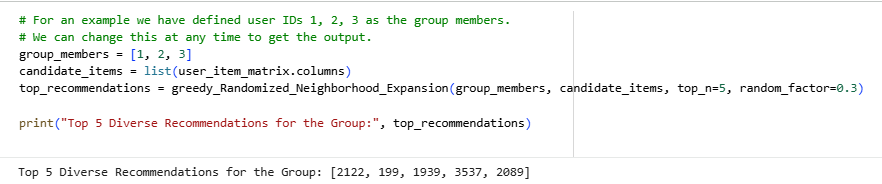 # For an example we have defined user IDs 1, 2, 3 as the group members.
# We can change this at any time to get the output.
group_members = [1, 2, 3]
candidate_items = list(user_item_matrix.columns)
top_recommendations = greedy_Randomized_Neighborhood_Expansion(group_members, candidate_items, top_n=5, random_factor=0.3)
print("Top 5 Diverse Recommendations for the Group:", top_recommendations)
Top 5 Diverse Recommendations for the Group: [2122, 199, 1939, 3537, 2089]